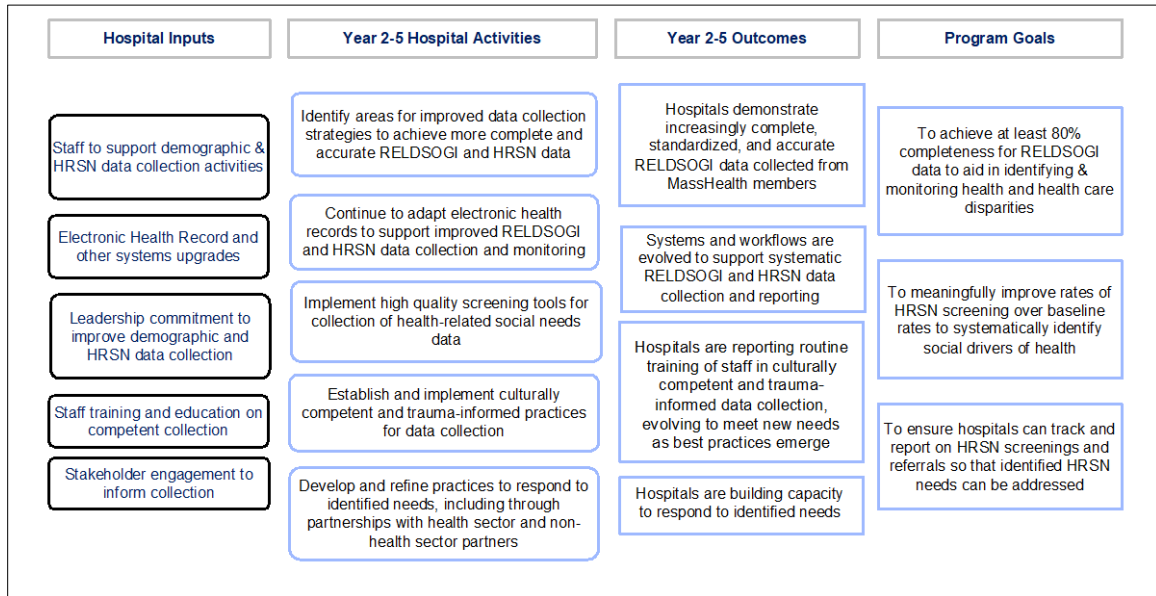 Hospital Inputs
Year 2-5 Hospital Activities
Year 2-5 Outcomes
Program Goals
Staff to support demographic &
HRSN data collection activities
Electronic Health Record and
other systems upgrades
Leadership commitment to
improve demographic and
HRSN data collection
Staff training and education on
competent collection
Stakeholder engagement to
inform collection
Identify areas for improved data collection
strategies to achieve more complete and
accurate RELDSOGI and HRSN data
Continue to adapt electronic health
records to support improved RELDSOGI
and HRSN data collection and monitoring
Implement high quality screening tools for
collection of health-related social needs
data
Establish and implement culturally
competent and trauma-informed practices
for data collection
Develop and refine practices to respond to
identified needs, including through
partnerships with health sector and non-
health sector partners
Hospitals demonstrate
increasingly complete,
standardized, and accurate
RELDSOGI data collected from
MassHealth members
Systems and workflows are
evolved to support systematic
RELDSOGI and HRSN data
collection and reporting
Hospitals are reporting routine
training of staff in culturally
competent and trauma-
informed data collection,
evolving to meet new needs
as best practices emerge
Hospitals are building capacity
to respond to identified needs
To achieve at least 80%
completeness for RELDSOGI
data to aid in identifying &
monitoring health and health care
disparities
To meaningfully improve rates of
HRSN screening over baseline
rates to systematically identify
social drivers of health
To ensure hospitals can track and
report on HRSN screenings and
referrals so that identified HRSN
needs can be addressed